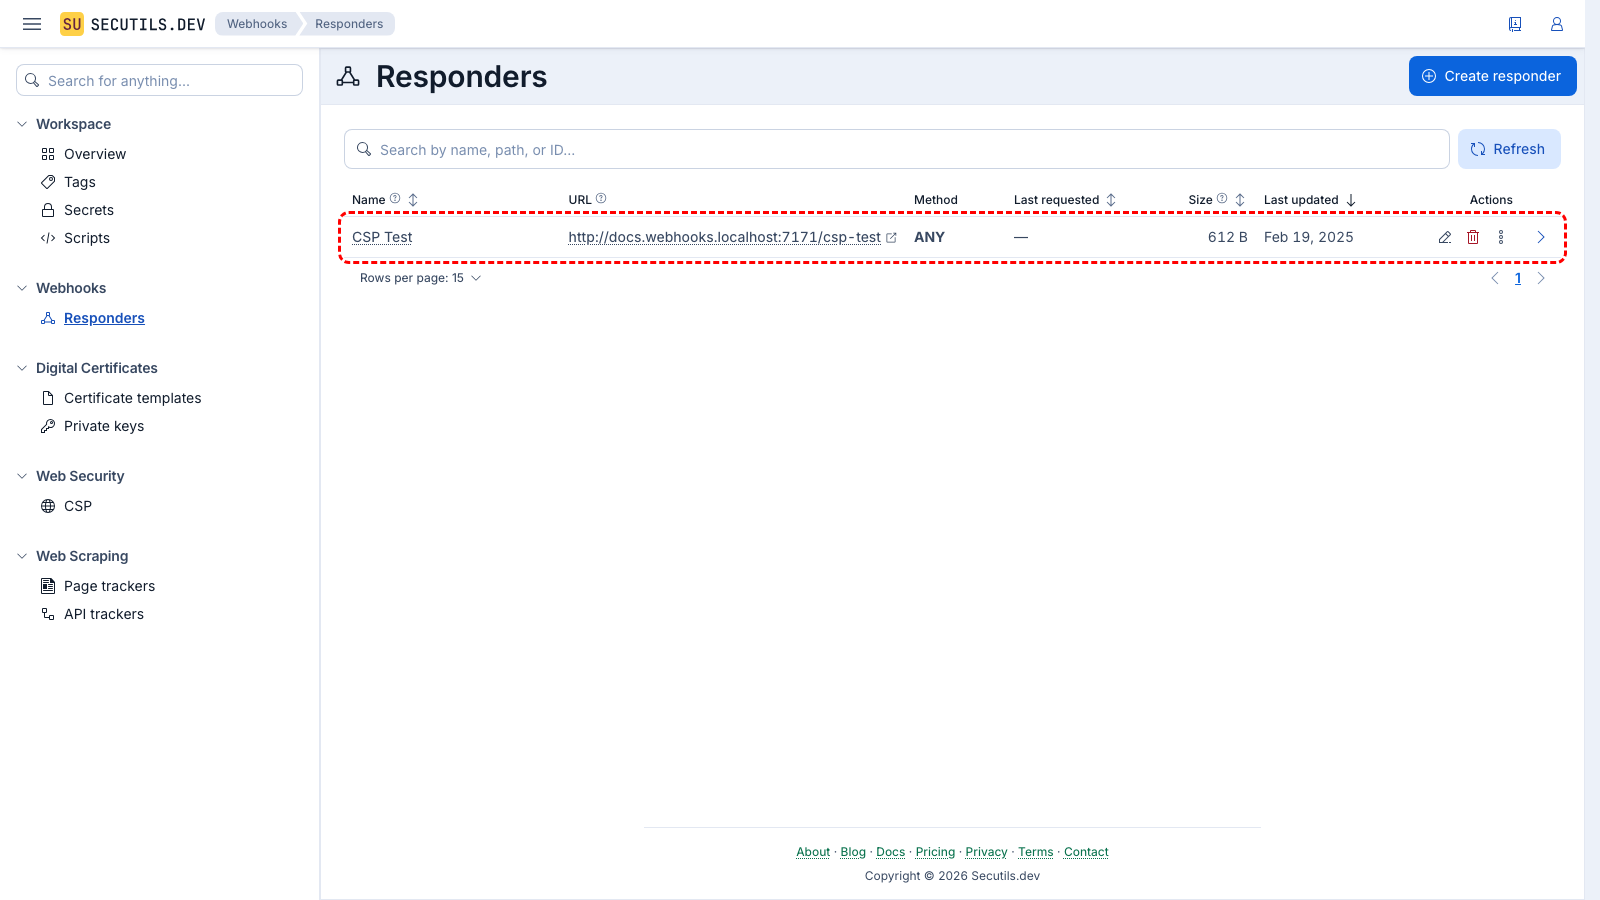 SU SECUTILS.DEV
Webhooks
Responders
Search for anything...
Workspace
Overview
Tags
Secrets
Scripts
Webhooks
Responders
Digital Certificates
Certificate templates
Private keys
Web Security
CSP
Web Scraping
Page trackers
API trackers
Responders
Create responder
Search by name, path, or ID...
Refresh
Name URL Method Last requested Size Last updated Actions
CSP Test http://docs.webhooks.localhost:7171/csp-test ANY — 612 B Feb 19, 2025
Rows per page: 15
1
About · Blog · Docs · Pricing · Privacy · Terms · Contact
Copyright © 2026 Secutils.dev